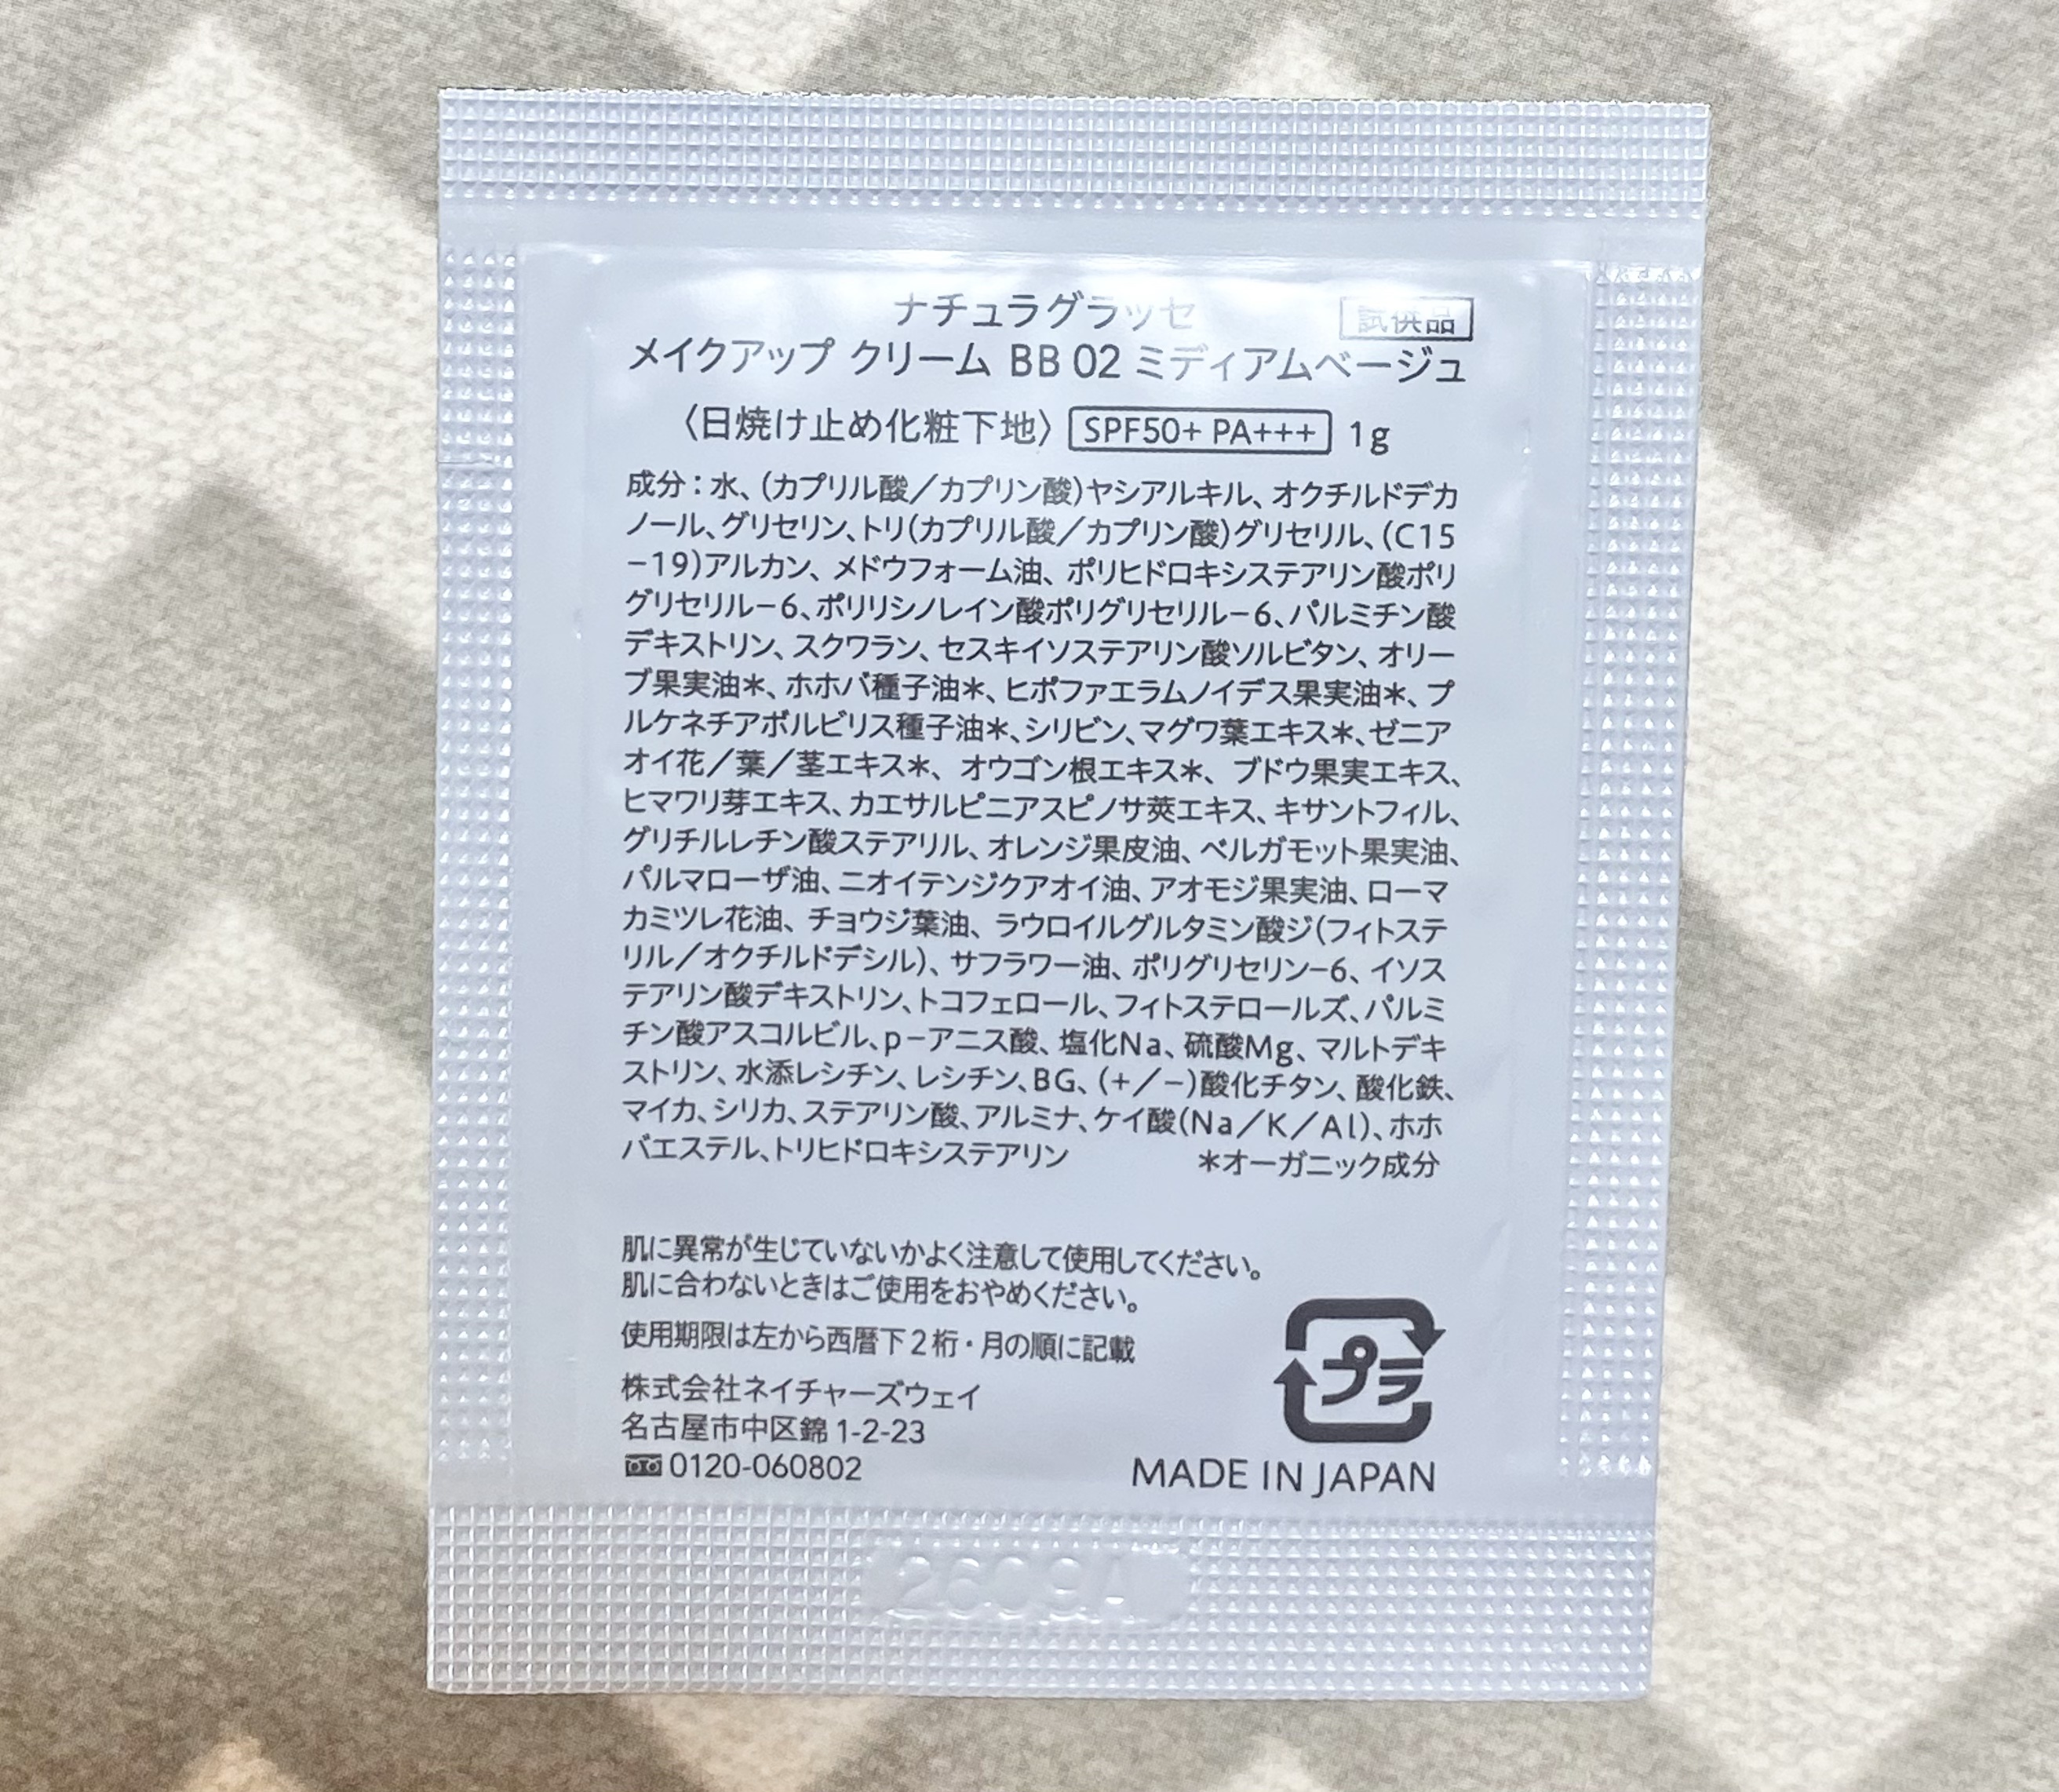 ナチュラグラッセ 試供品
メイクアップ クリーム BB 02 ミディアムベージュ
〈日焼け止め化粧下地〉 SPF50+ PA+++ 1g
成分：水、(カプリル酸／カプリン酸)ヤシアルキル、オクチルドデカ
ノール、グリセリン、トリ(カプリル酸／カプリン酸)グリセリル、(C15
−19)アルカン、メドウフォーム油、ポリヒドロキシステアリン酸ポリ
グリセリル−6、ポリリシノレイン酸ポリグリセリル−6、パルミチン酸
デキストリン、スクワラン、セスキイソステアリン酸ソルビタン、オリー
ブ果実油＊、ホホバ種子油＊、ヒポファエラムノイデス果実油＊、プ
ルケネチアボルビリス種子油＊、シリビン、マグワ葉エキス＊、ゼニア
オイ花／葉／茎エキス＊、オウゴン根エキス＊、ブドウ果実エキス、
ヒマワリ芽エキス、カエサルピニアスピノサ莢エキス、キサントフィル、
グリチルレチン酸ステアリル、オレンジ果皮油、ベルガモット果実油、
パルマローザ油、ニオイテンジクアオイ油、アオモジ果実油、ローマ
カミツレ花油、チョウジ葉油、ラウロイルグルタミン酸ジ(フィトステ
リル／オクチルドデシル)、サフラワー油、ポリグリセリン−6、イソス
テアリン酸デキストリン、トコフェロール、フィトステロールズ、パルミ
チン酸アスコルビル、p−アニス酸、塩化Na、硫酸Mg、マルトデキ
ストリン、水添レシチン、レシチン、BG、(+／−)酸化チタン、酸化鉄、
マイカ、シリカ、ステアリン酸、アルミナ、ケイ酸(Na／K／Al)、ホホ
バエステル、トリヒドロキシステアリン ＊オーガニック成分
肌に異常が生じていないかよく注意して使用してください。
肌に合わないときはご使用をおやめください。
使用期限は左から西暦下2桁・月の順に記載
株式会社ネイチャーズウェイ
名古屋市中区錦1-2-23
0120-060802
プラ
MADE IN JAPAN
2609A